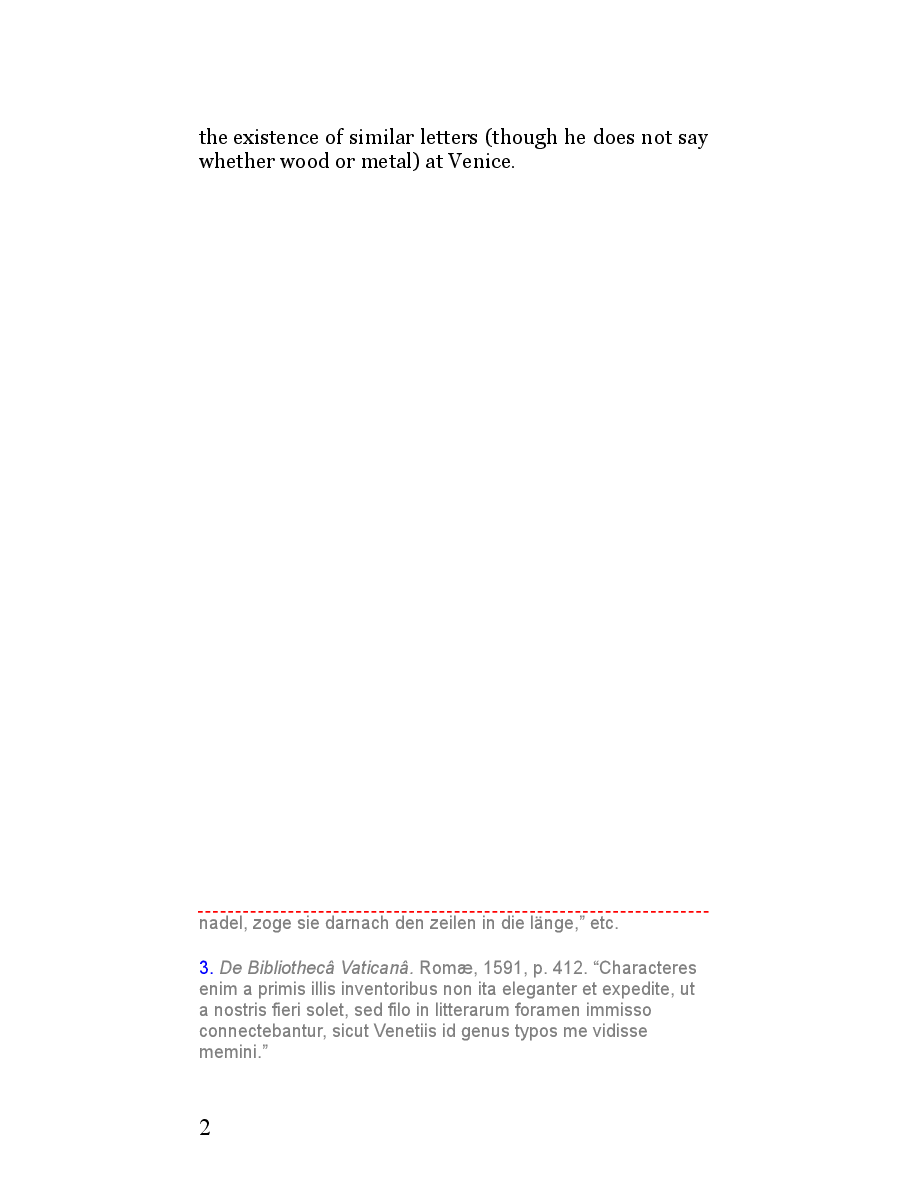 the existence of similar letters (though he does not say
whether wood or metal) at Venice.
nadel, zoge sie darnach den zeilen in die länge,” etc.
3. De Bibliothecâ Vaticanâ. Romæ, 1591, p. 412. “Characteres
enim a primis illis inventoribus non ita eleganter et expedite, ut
a nostris fieri solet, sed filo in litterarum foramen immisso
connectebantur, sicut Venetiis id genus typos me vidisse
memini.”
2